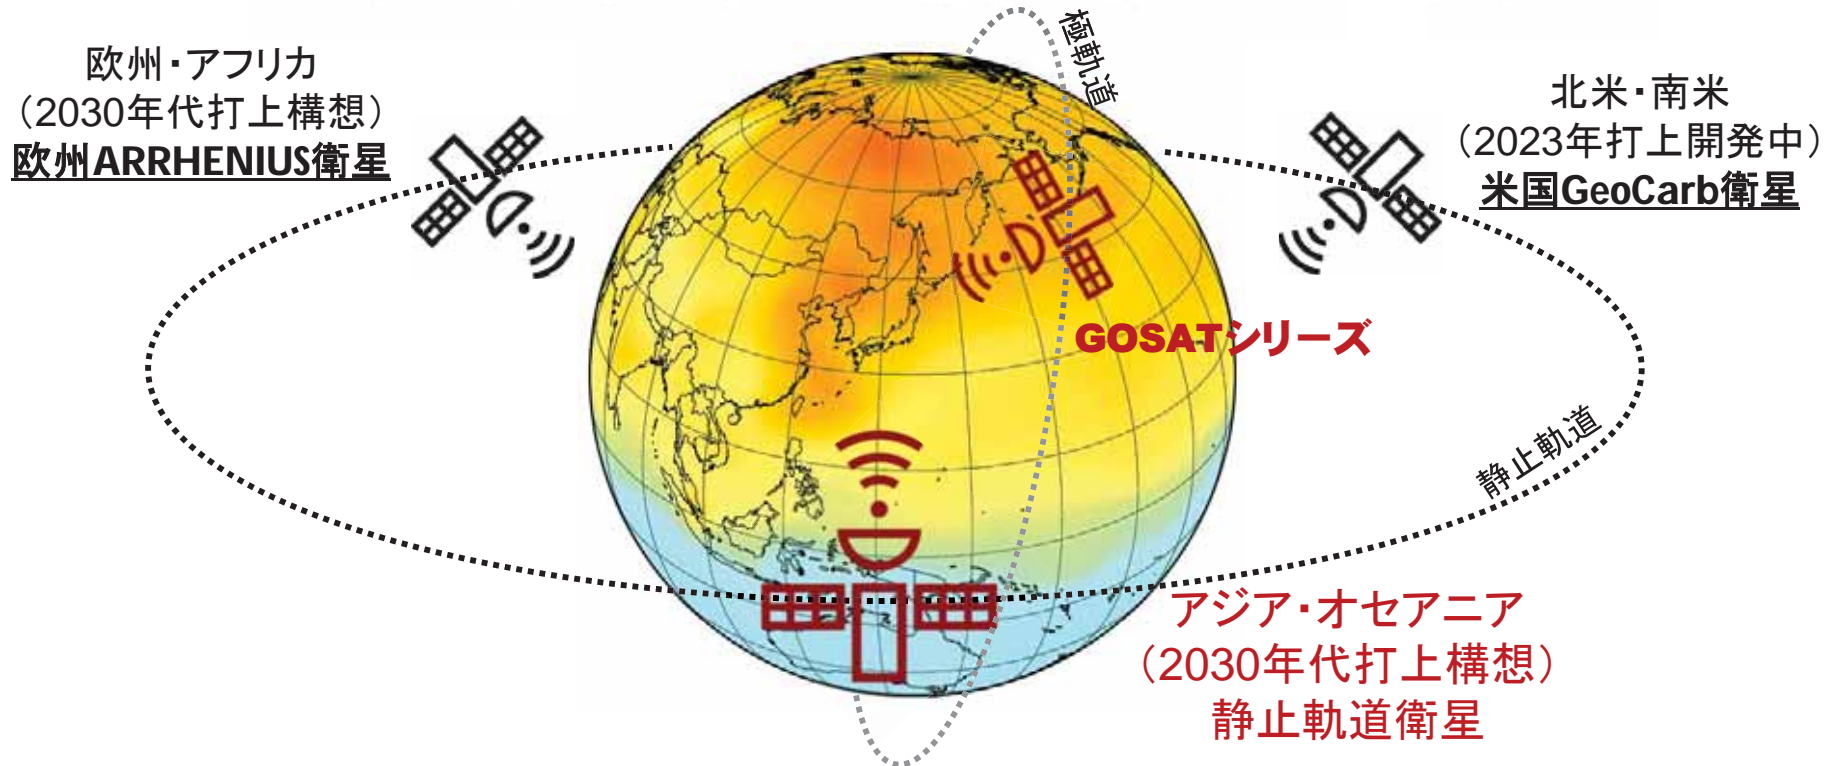 極軌道
欧州・アフリカ
（2030年代打上構想）
欧州ARRHENIUS衛星
北米・南米
（2023年打上開発中）
米国GeoCarb衛星
GOSATシリーズ
静止軌道
アジア・オセアニア
（2030年代打上構想）
静止軌道衛星